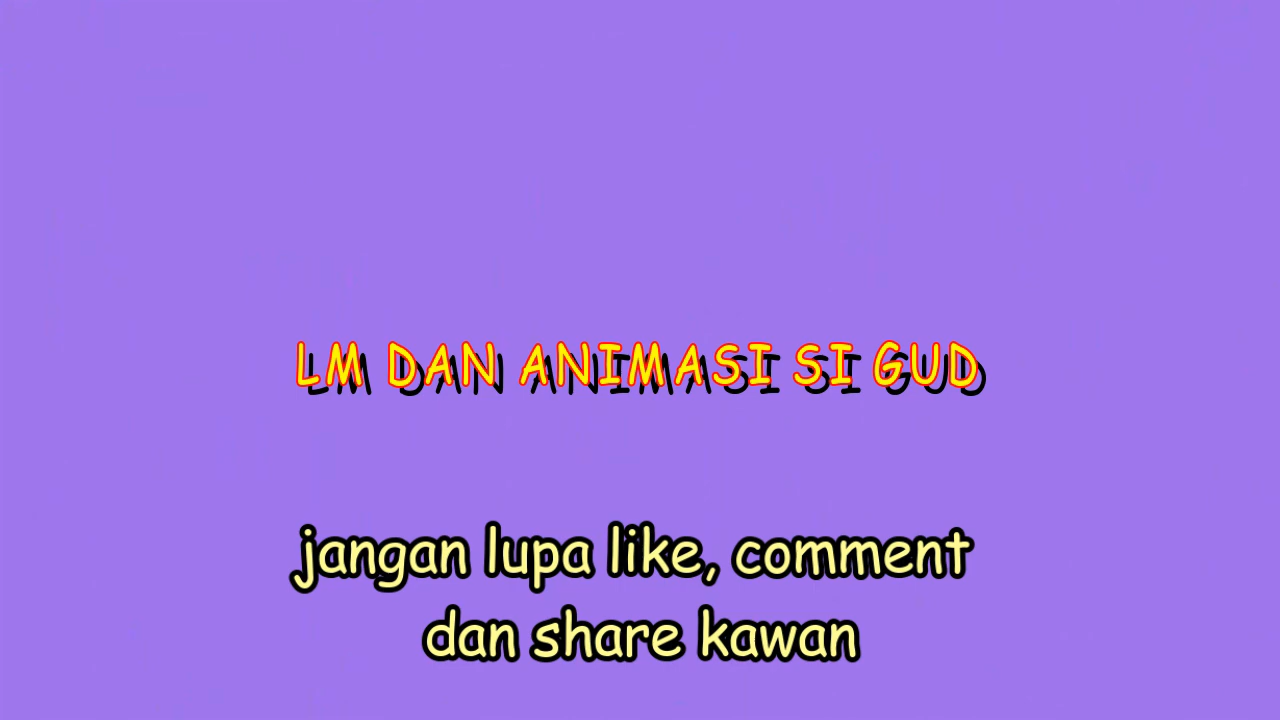 LM DAN ANIMASI SI GUD
jangan lupa like, comment
dan share kawan